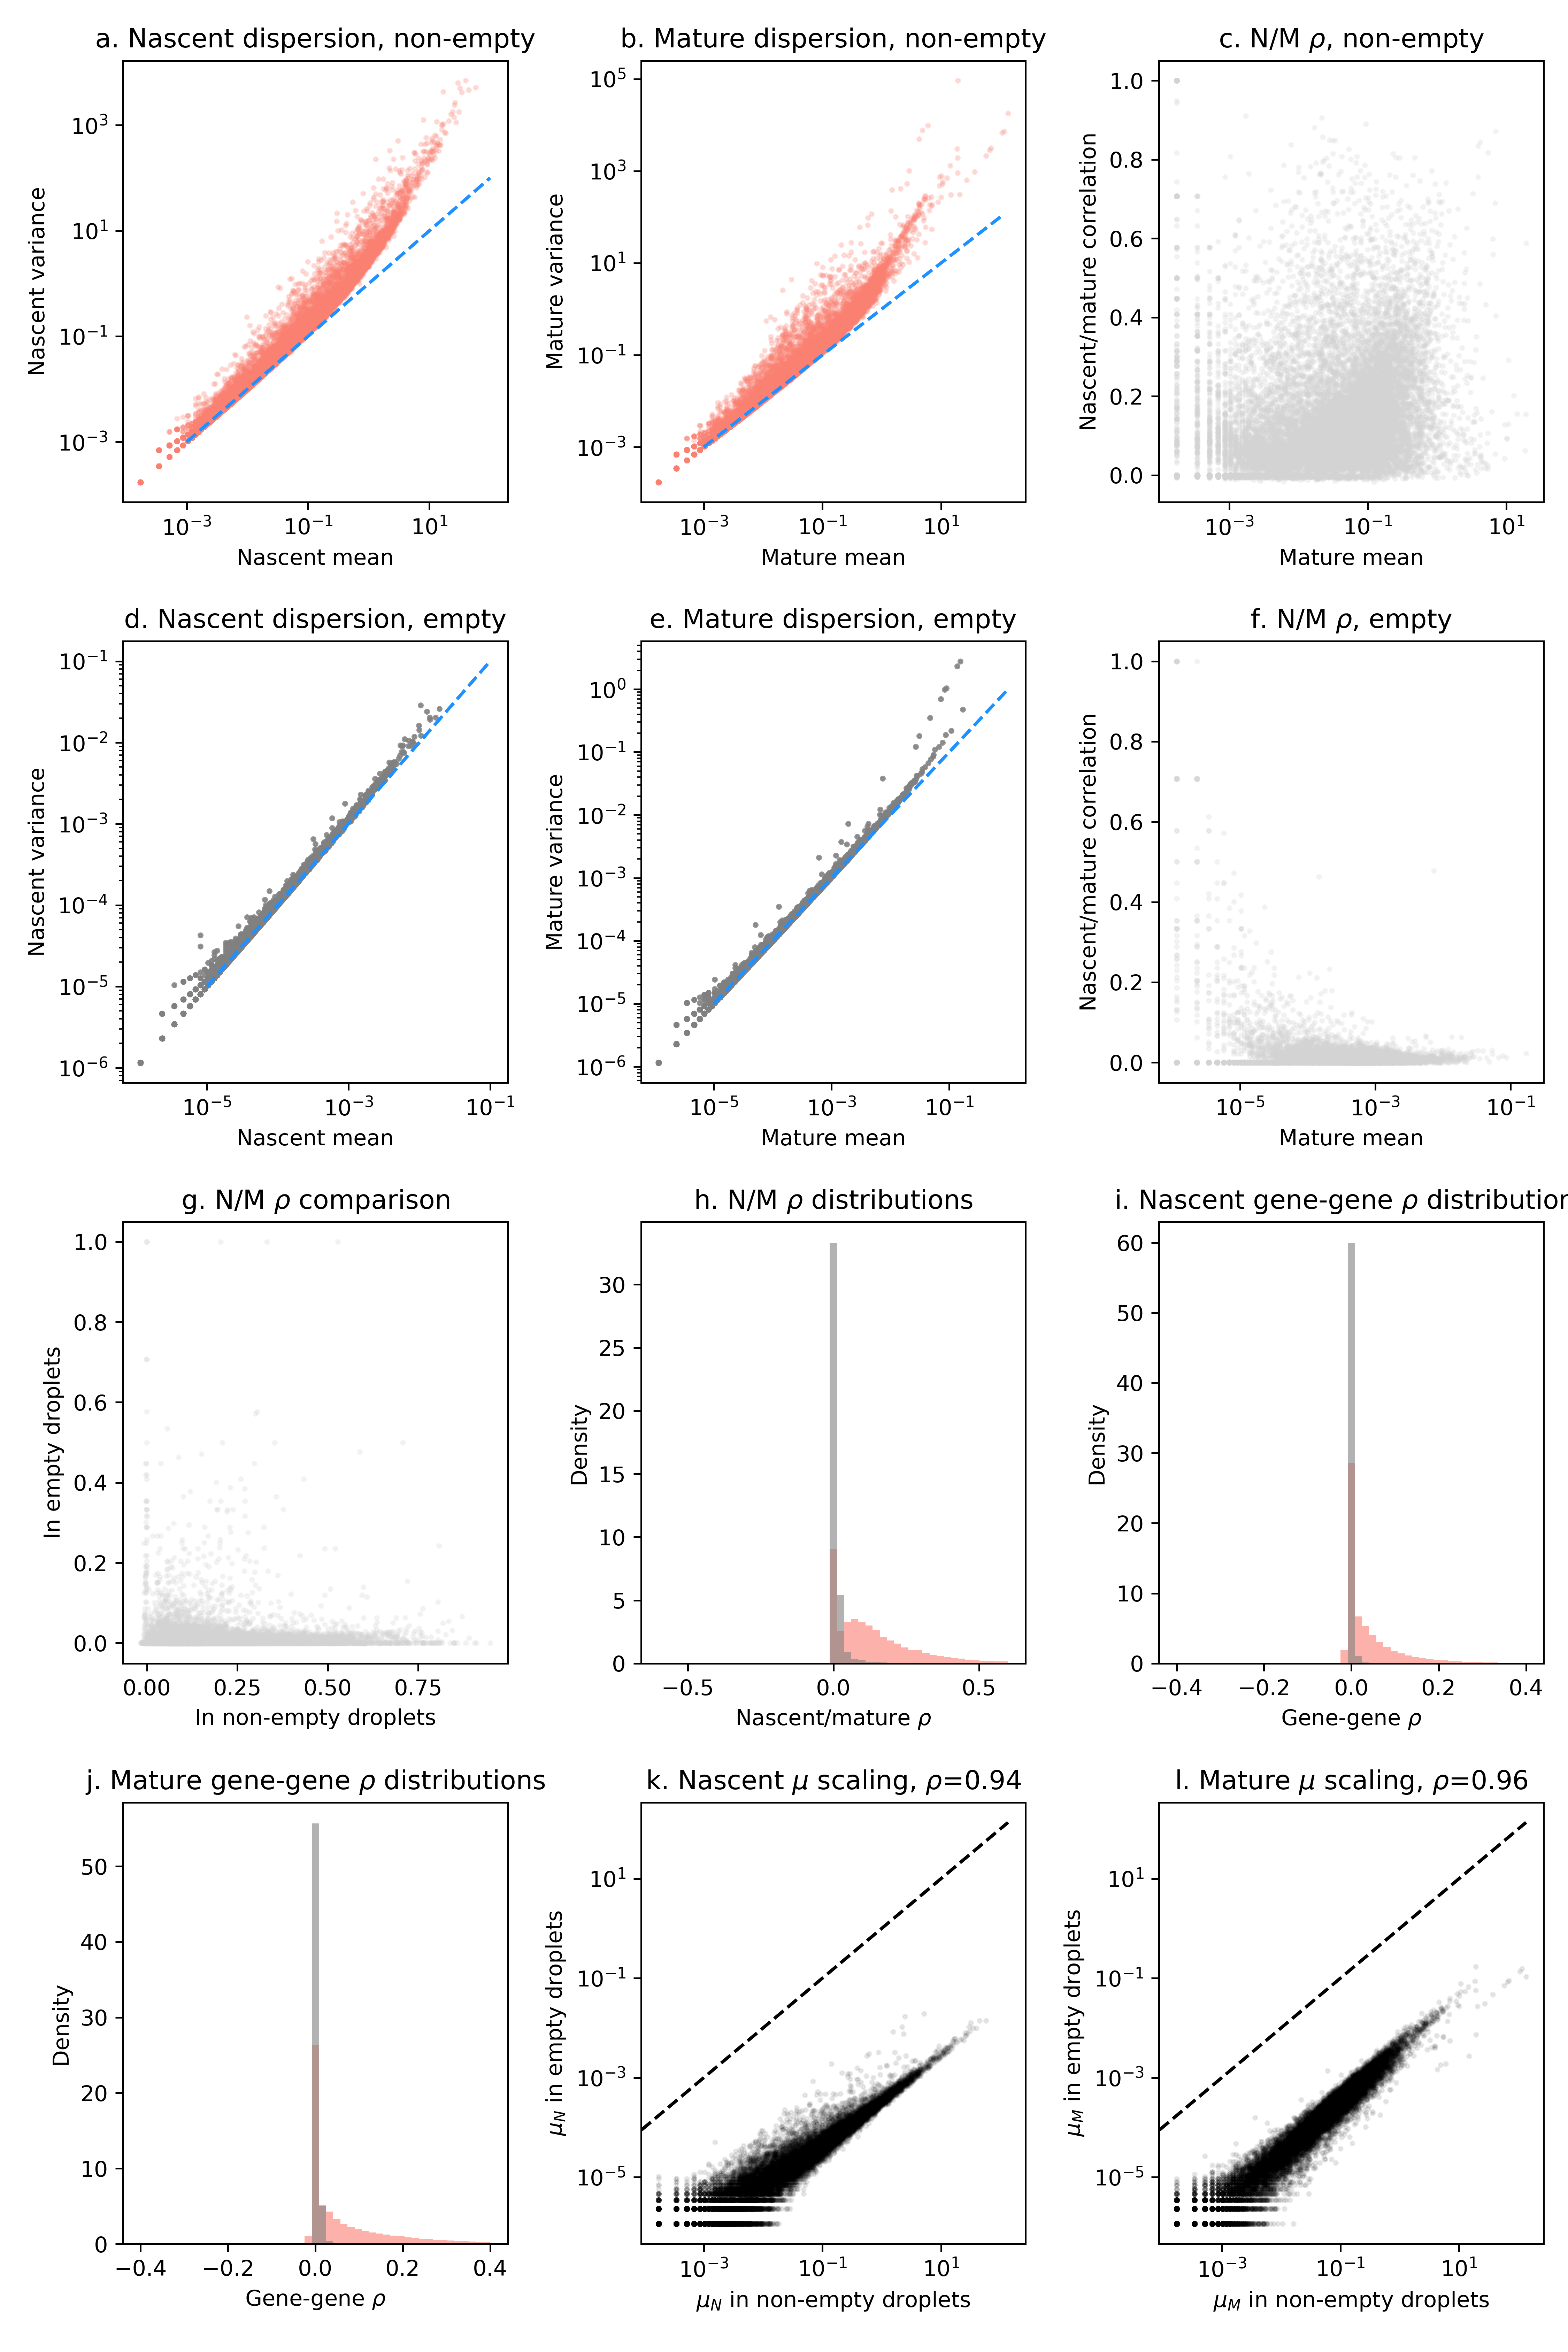 a. Nascent dispersion, non-empty
Nascent variance
10³
10¹
10⁻¹
10⁻³
10⁻³ 10⁻¹ 10¹
Nascent mean
b. Mature dispersion, non-empty
Mature variance
10⁵
10³
10¹
10⁻¹
10⁻³
10⁻³ 10⁻¹ 10¹
Mature mean
c. N/M ρ, non-empty
Nascent/mature correlation
1.0
0.8
0.6
0.4
0.2
0.0
10⁻³ 10⁻¹ 10¹
Mature mean
d. Nascent dispersion, empty
Nascent variance
10⁻¹
10⁻²
10⁻³
10⁻⁴
10⁻⁵
10⁻⁶
10⁻⁵ 10⁻³ 10⁻¹
Nascent mean
e. Mature dispersion, empty
Mature variance
10⁰
10⁻¹
10⁻²
10⁻³
10⁻⁴
10⁻⁵
10⁻⁶
10⁻⁵ 10⁻³ 10⁻¹
Mature mean
f. N/M ρ, empty
Nascent/mature correlation
1.0
0.8
0.6
0.4
0.2
0.0
10⁻⁵ 10⁻³ 10⁻¹
Mature mean
g. N/M ρ comparison
In empty droplets
1.0
0.8
0.6
0.4
0.2
0.0
0.00 0.25 0.50 0.75
In non-empty droplets
h. N/M ρ distributions
Density
30
25
20
15
10
5
0
−0.5 0.0 0.5
Nascent/mature ρ
i. Nascent gene-gene ρ distribution
Density
60
50
40
30
20
10
0
−0.4 −0.2 0.0 0.2 0.4
Gene-gene ρ
j. Mature gene-gene ρ distributions
Density
50
40
30
20
10
0
−0.4 −0.2 0.0 0.2 0.4
Gene-gene ρ
k. Nascent μ scaling, ρ=0.94
μ_N in empty droplets
10¹
10⁻¹
10⁻³
10⁻⁵
10⁻³ 10⁻¹ 10¹
μ_N in non-empty droplets
l. Mature μ scaling, ρ=0.96
μ_M in empty droplets
10¹
10⁻¹
10⁻³
10⁻⁵
10⁻³ 10⁻¹ 10¹
μ_M in non-empty droplets